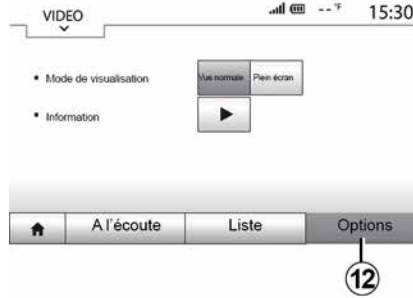 VIDEO --°F 15:30
Mode de visualisation Vue normale Plein écran
Information
A l'écoute Liste Options
12